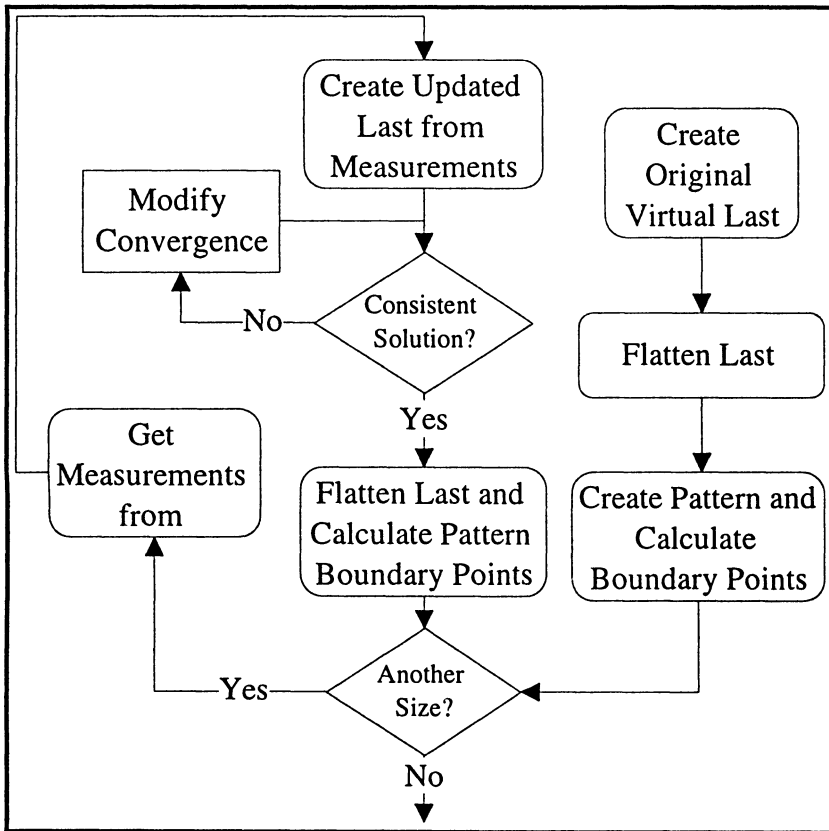 Create Updated
Last from
Measurements
Create
Original
Virtual Last
Modify
Convergence
Consistent
Solution?
No
Flatten Last
Yes
Get
Measurements
from
Flatten Last and
Calculate Pattern
Boundary Points
Create Pattern and
Calculate
Boundary Points
Another
Size?
Yes
No